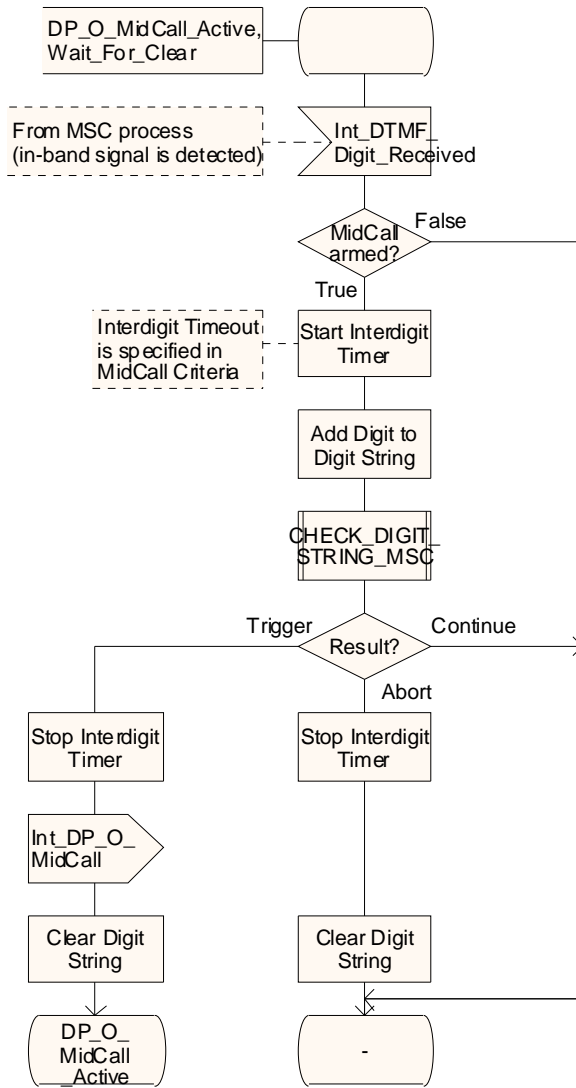 DP_O_MidCall_Active,
Wait_For_Clear
From MSC process
(in-band signal is detected)
Int_DTMF_
Digit_Received
MidCall
armed?
False
True
Interdigit Timeout
is specified in
MidCall Criteria
Start Interdigit
Timer
Add Digit to
Digit String
CHECK_DIGIT_
STRING_MSC
Trigger
Result?
Continue
Abort
Stop Interdigit
Timer
Stop Interdigit
Timer
Int_DP_O_
MidCall
Clear Digit
String
Clear Digit
String
DP_O_
MidCall
_Active
-